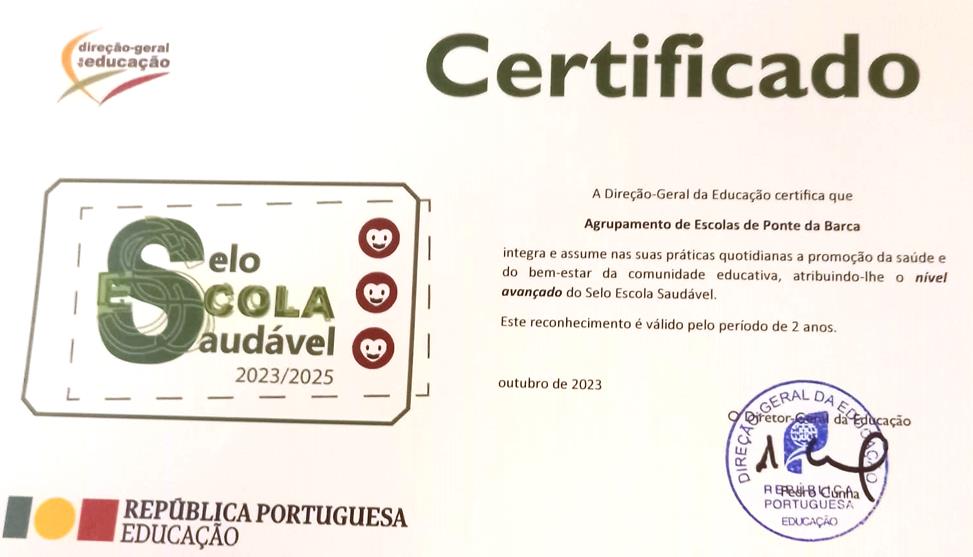 direção-geral
da educação
Certificado
Selo
ESCOLA
Saudável
2023/2025
A Direção-Geral da Educação certifica que
Agrupamento de Escolas de Ponte da Barca
integra e assume nas suas práticas quotidianas a promoção da saúde e
do bem-estar da comunidade educativa, atribuindo-lhe o nível
avançado do Selo Escola Saudável.
Este reconhecimento é válido pelo período de 2 anos.
outubro de 2023
O Diretor-Geral da Educação
Pedro Cunha
DIREÇÃO-GERAL DA EDUCAÇÃO
REPÚBLICA
PORTUGUESA
EDUCAÇÃO
REPÚBLICA PORTUGUESA
EDUCAÇÃO